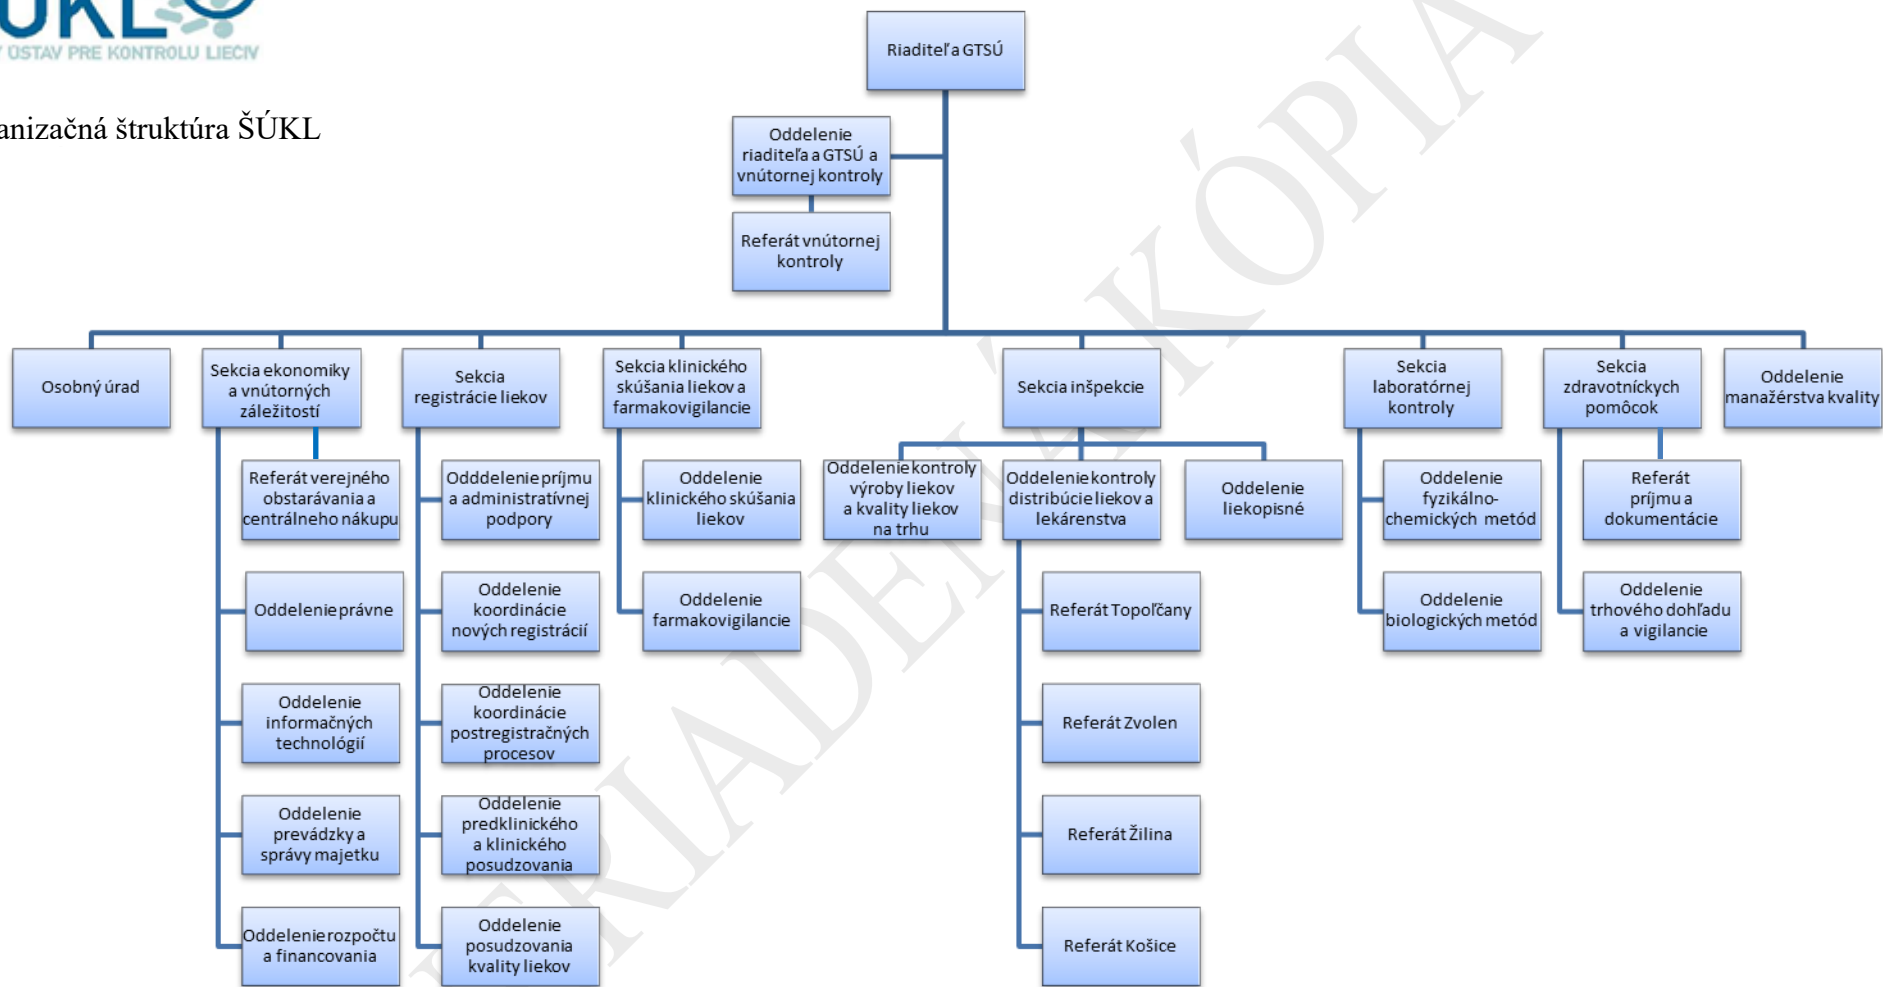 ÚKL
ÚSTAV PRE KONTROLU LIEČIV
anizačná štruktúra ŠÚKL
Riaditeľ a GTSÚ
Oddelenie
riaditeľa a GTSÚ a
vnútornej kontroly
Referát vnútornej
kontroly
Osobný úrad
Sekcia ekonomiky
a vnútorných
záležitostí
Sekcia
registrácie liekov
Sekcia klinického
skúšania liekov a
farmakovigilancie
Sekcia inšpekcie
Sekcia
laboratórnej
kontroly
Sekcia
zdravotníckych
pomôcok
Oddelenie
manažérstva kvality
Referát verejného
obstarávania a
centrálneho nákupu
Odddelenie príjmu
a administratívnej
podpory
Oddelenie
klinického skúšania
liekov
Oddelenie kontroly
výroby liekov
a kvality liekov
na trhu
Oddelenie kontroly
distribúcie liekov a
lekárenstva
Oddelenie
liekopisné
Oddelenie
fyzikálno-
chemických metód
Referát
príjmu a
dokumentácie
Oddelenie právne
Oddelenie
koordinácie
nových registrácií
Oddelenie
farmakovigilancie
Referát Topoľčany
Oddelenie
biologických metód
Oddelenie
trhového dohľadu
a vigilancie
Oddelenie
informačných
technológií
Oddelenie
koordinácie
postregistračných
procesov
Referát Zvolen
Oddelenie
prevádzky a
správy majetku
Oddelenie
predklinického
a klinického
posudzovania
Referát Žilina
Oddelenie rozpočtu
a financovania
Oddelenie
posudzovania
kvality liekov
Referát Košice
ERIADENÁ KÓPIA